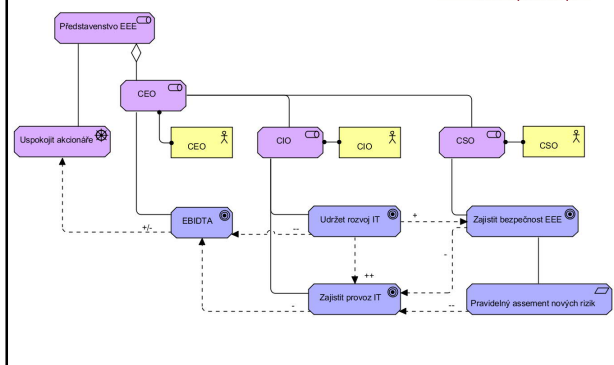 Představenstvo EEE
CEO
Uspokojit akcionáře
CEO
CIO
CIO
CSO
CSO
+/-
EBIDTA
--
Udržet rozvoj IT
+
Zajistit bezpečnost EEE
-
++
-
Zajistit provoz IT
--
Pravidelný assement nových rizik